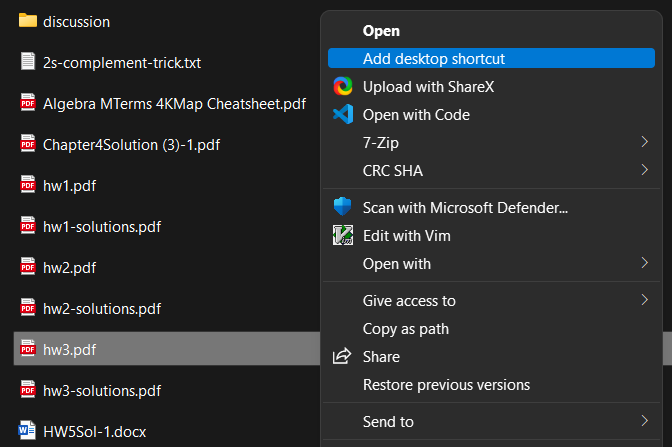 discussion
2s-complement-trick.txt
Algebra MTerms 4KMap Cheatsheet.pdf
Chapter4Solution (3)-1.pdf
hw1.pdf
hw1-solutions.pdf
hw2.pdf
hw2-solutions.pdf
hw3.pdf
hw3-solutions.pdf
HW5Sol-1.docx
Open
Add desktop shortcut
Upload with ShareX
Open with Code
7-Zip
CRC SHA
Scan with Microsoft Defender...
Edit with Vim
Open with
Give access to
Copy as path
Share
Restore previous versions
Send to